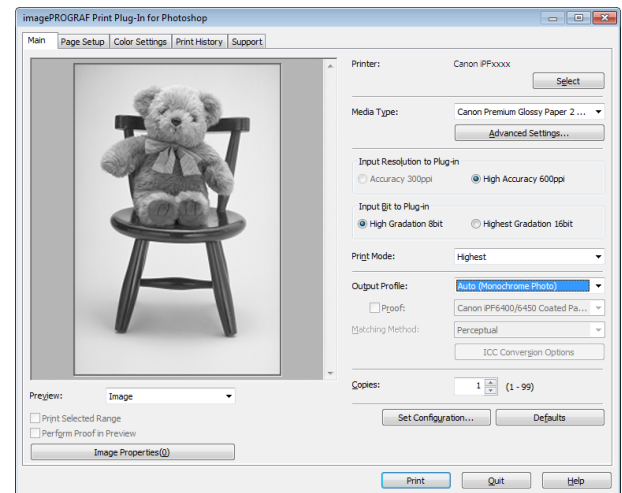 imagePROGRAF Print Plug-In for Photoshop
Main Page Setup Color Settings Print History Support
Printer: Canon iPFxxxx
Select
Media Type: Canon Premium Glossy Paper 2 ...
Advanced Settings...
Input Resolution to Plug-in
Accuracy 300ppi High Accuracy 600ppi
Input Bit to Plug-in
High Gradation 8bit Highest Gradation 16bit
Print Mode: Highest
Output Profile: Auto (Monochrome Photo)
Proof: Canon iPF6400/6450 Coated Pa...
Matching Method: Perceptual
ICC Conversion Options
Copies: 1 (1 - 99)
Preview: Image
Print Selected Range
Perform Proof in Preview
Image Properties(0)
Set Configuration... Defaults
Print Quit Help